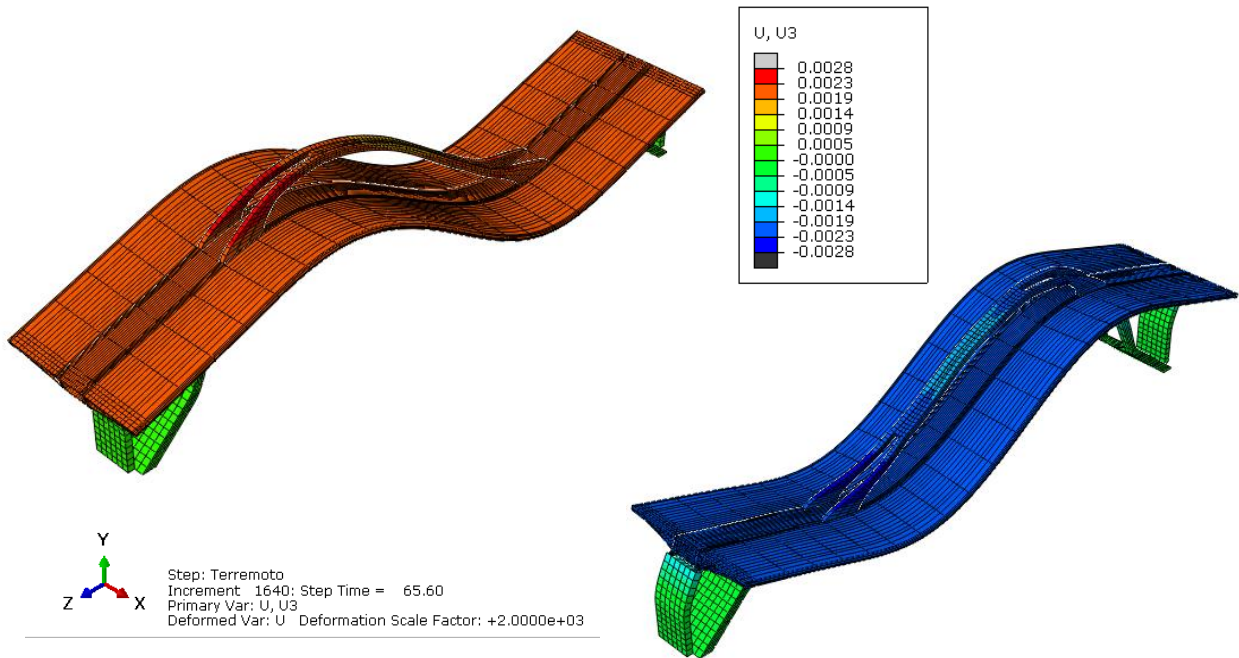 U, U3
0.0028
0.0023
0.0019
0.0014
0.0009
0.0005
-0.0000
-0.0005
-0.0009
-0.0014
-0.0019
-0.0023
-0.0028
Y
Z X
Step: Terremoto
Increment 1640: Step Time = 65.60
Primary Var: U, U3
Deformed Var: U Deformation Scale Factor: +2.0000e+03